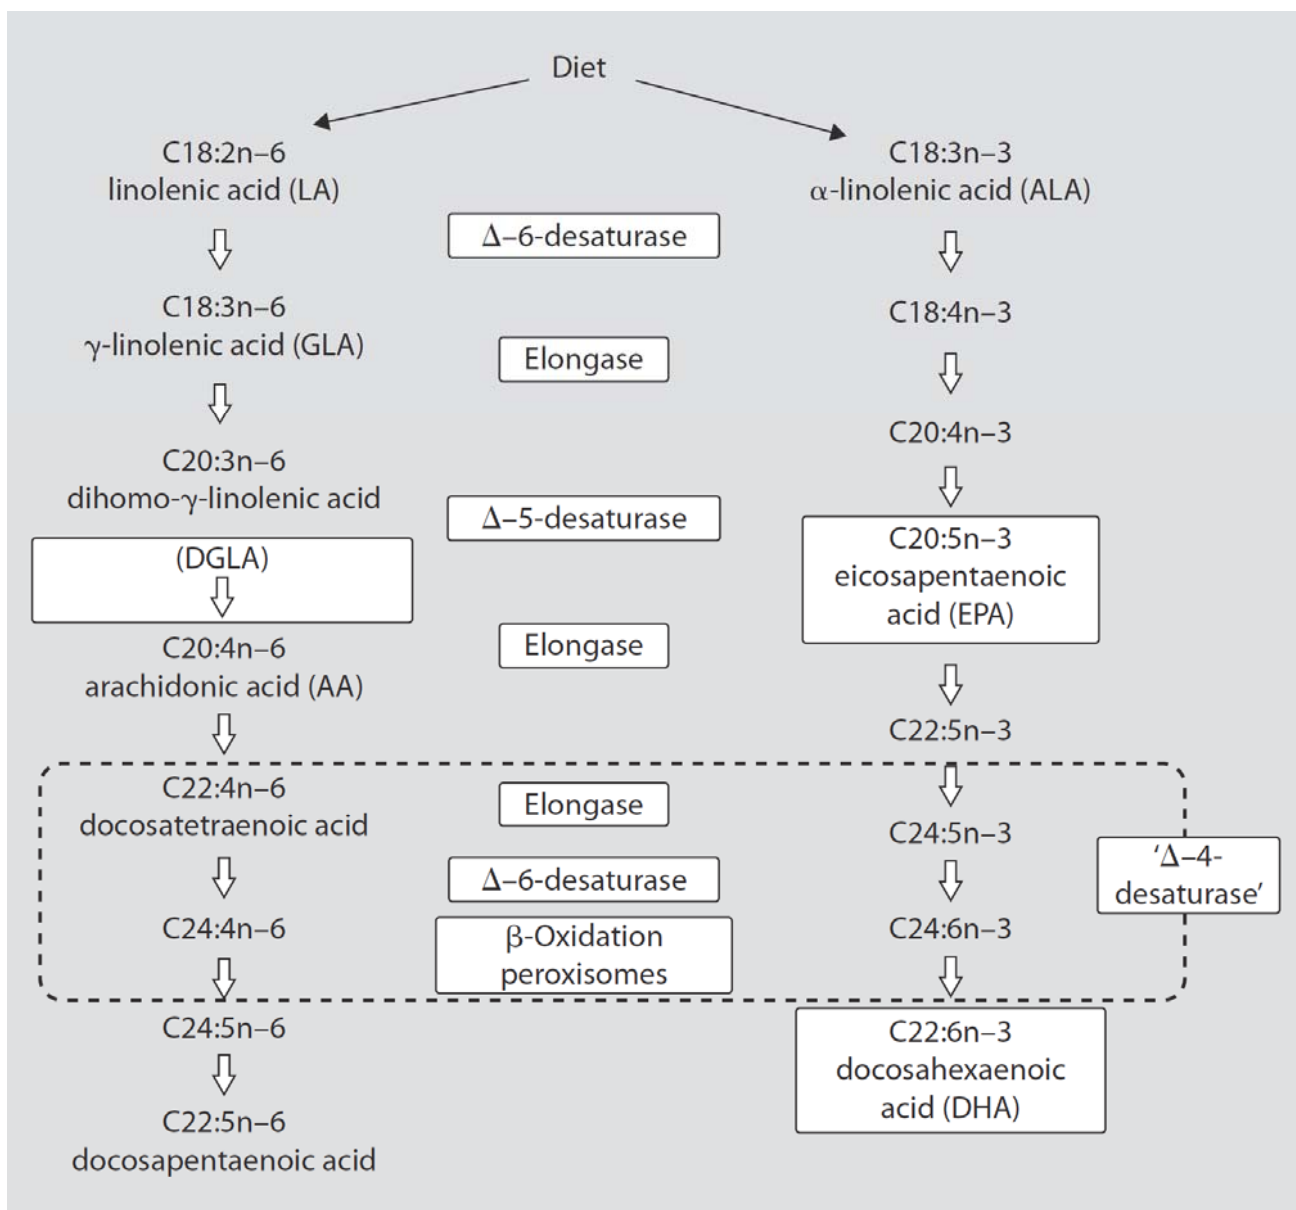 Diet
C18:2n–6
linolenic acid (LA)
C18:3n–3
α-linolenic acid (ALA)
Δ–6-desaturase
C18:3n–6
γ-linolenic acid (GLA)
C18:4n–3
Elongase
C20:3n–6
dihomo-γ-linolenic acid
(DGLA)
C20:4n–3
Δ–5-desaturase
C20:5n–3
eicosapentaenoic
acid (EPA)
C20:4n–6
arachidonic acid (AA)
Elongase
C22:5n–3
C22:4n–6
docosatetraenoic acid
Elongase
C24:5n–3
‘Δ–4-
desaturase’
Δ–6-desaturase
C24:4n–6
β-Oxidation
peroxisomes
C24:6n–3
C24:5n–6
C22:6n–3
docosahexaenoic
acid (DHA)
C22:5n–6
docosapentaenoic acid